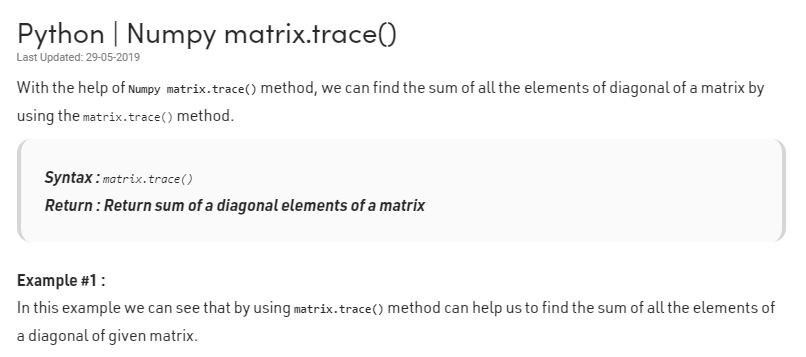 Python | Numpy matrix.trace()
Last Updated: 29-05-2019
With the help of Numpy matrix.trace() method, we can find the sum of all the elements of diagonal of a matrix by
using the matrix.trace() method.
Syntax : matrix.trace()
Return : Return sum of a diagonal elements of a matrix
Example #1 :
In this example we can see that by using matrix.trace() method can help us to find the sum of all the elements of
a diagonal of given matrix.